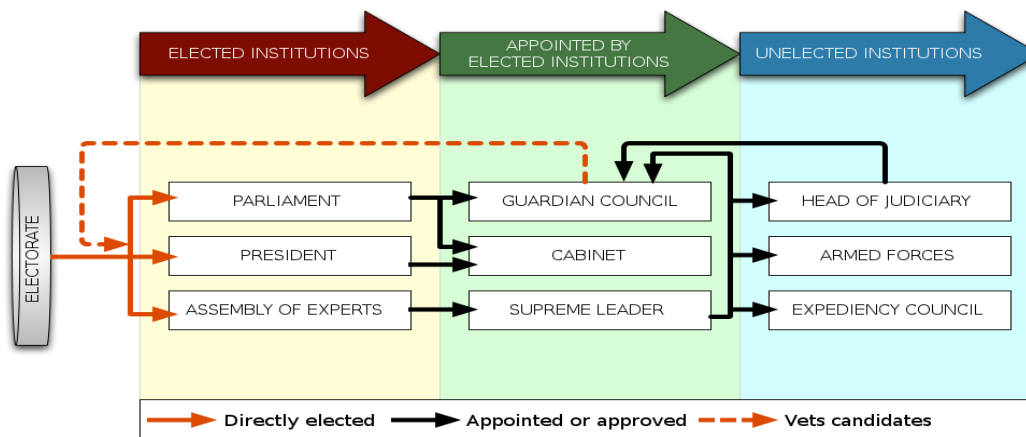 ELECTED INSTITUTIONS
APPOINTED BY
ELECTED INSTITUTIONS
UNELECTED INSTITUTIONS
ELECTORATE
PARLIAMENT
GUARDIAN COUNCIL
HEAD OF JUDICIARY
PRESIDENT
CABINET
ARMED FORCES
ASSEMBLY OF EXPERTS
SUPREME LEADER
EXPEDIENCY COUNCIL
Directly elected
Appointed or approved
Vets candidates